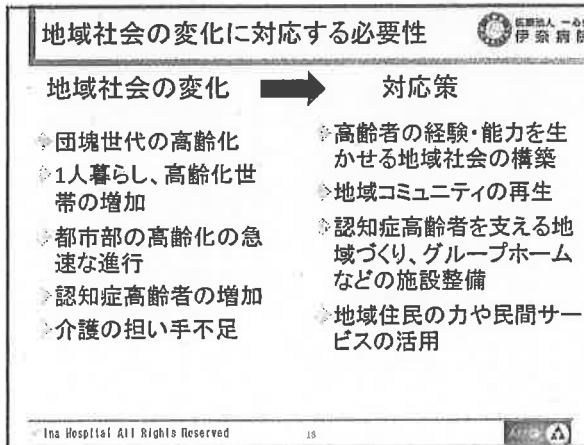 地域社会の変化に対応する必要性
医療法人 一心会
伊奈病院
地域社会の変化
対応策
団塊世代の高齢化
1人暮らし、高齢化世
帯の増加
都市部の高齢化の急
速な進行
認知症高齢者の増加
介護の担い手不足
高齢者の経験・能力を生
かせる地域社会の構築
地域コミュニティの再生
認知症高齢者を支える地
域づくり、グループホーム
などの施設整備
地域住民の力や民間サー
ビスの活用
Ina Hospital All Rights Reserved